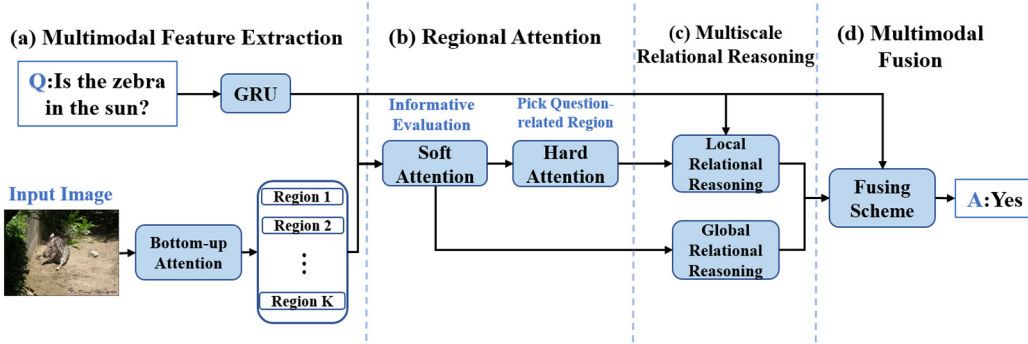 (a) Multimodal Feature Extraction
(b) Regional Attention
(c) Multiscale
Relational Reasoning
(d) Multimodal
Fusion
Q:Is the zebra
in the sun?
GRU
Informative
Evaluation
Pick Question-
related Region
Soft
Attention
Hard
Attention
Local
Relational
Reasoning
Input Image
Bottom-up
Attention
Region 1
Region 2
Region K
Global
Relational
Reasoning
Fusing
Scheme
A:Yes